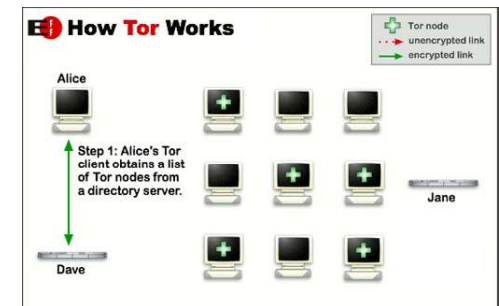 EFF How Tor Works
Tor node
unencrypted link
encrypted link
Alice
Step 1: Alice's Tor
client obtains a list
of Tor nodes from
a directory server.
Jane
Dave